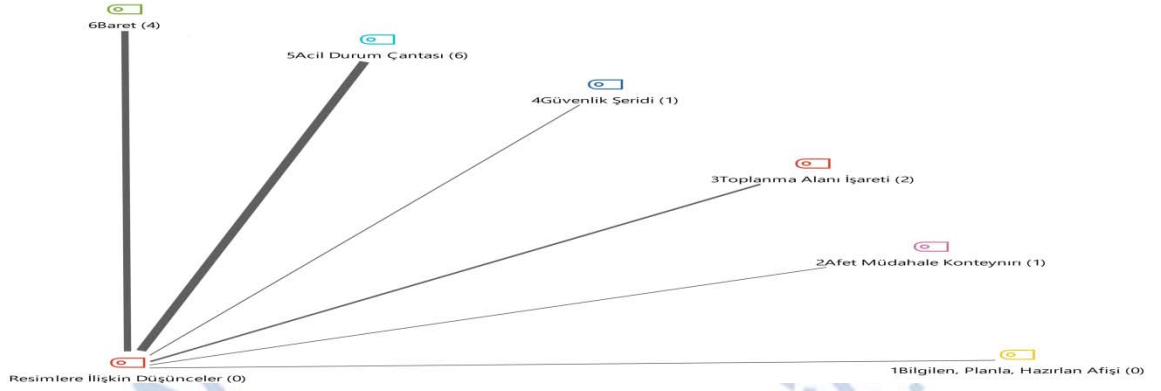 6Baret (4)
5Acil Durum Çantası (6)
4Güvenlik Şeridi (1)
3Toplanma Alanı İşareti (2)
2Afet Müdahale Konteynırı (1)
1Bilgilen, Planla, Hazırlan Afişi (0)
Resimlere İlişkin Düşünceler (0)